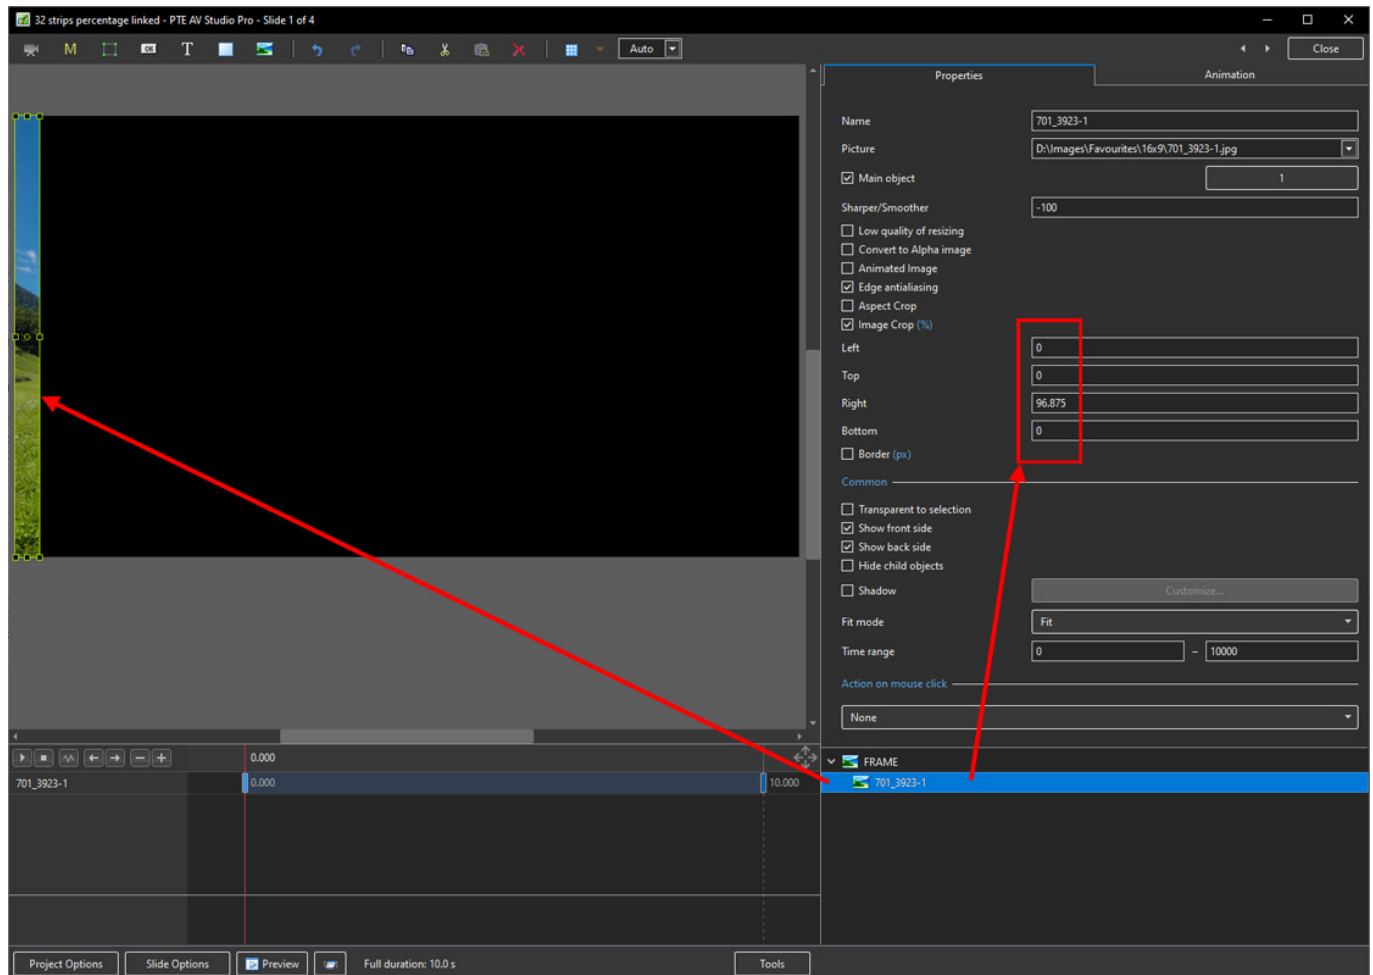 32 strips percentage linked - PTE AV Studio Pro - Slide 1 of 4
M OK T Auto Close
Properties Animation
Name 701_3923-1
Picture D:\Images\Favourites\16x9\701_3923-1.jpg
Main object 1
Sharper/Smoother -100
Low quality of resizing
Convert to Alpha image
Animated Image
Edge antialiasing
Aspect Crop
Image Crop (%)
Left 0
Top 0
Right 96.875
Bottom 0
Border (px)
Common
Transparent to selection
Show front side
Show back side
Hide child objects
Shadow Customize...
Fit mode Fit
Time range 0 – 10000
Action on mouse click
None
0.000
701_3923-1 0.000 10.000
FRAME
701_3923-1
Project Options Slide Options Preview Full duration: 10.0 s Tools